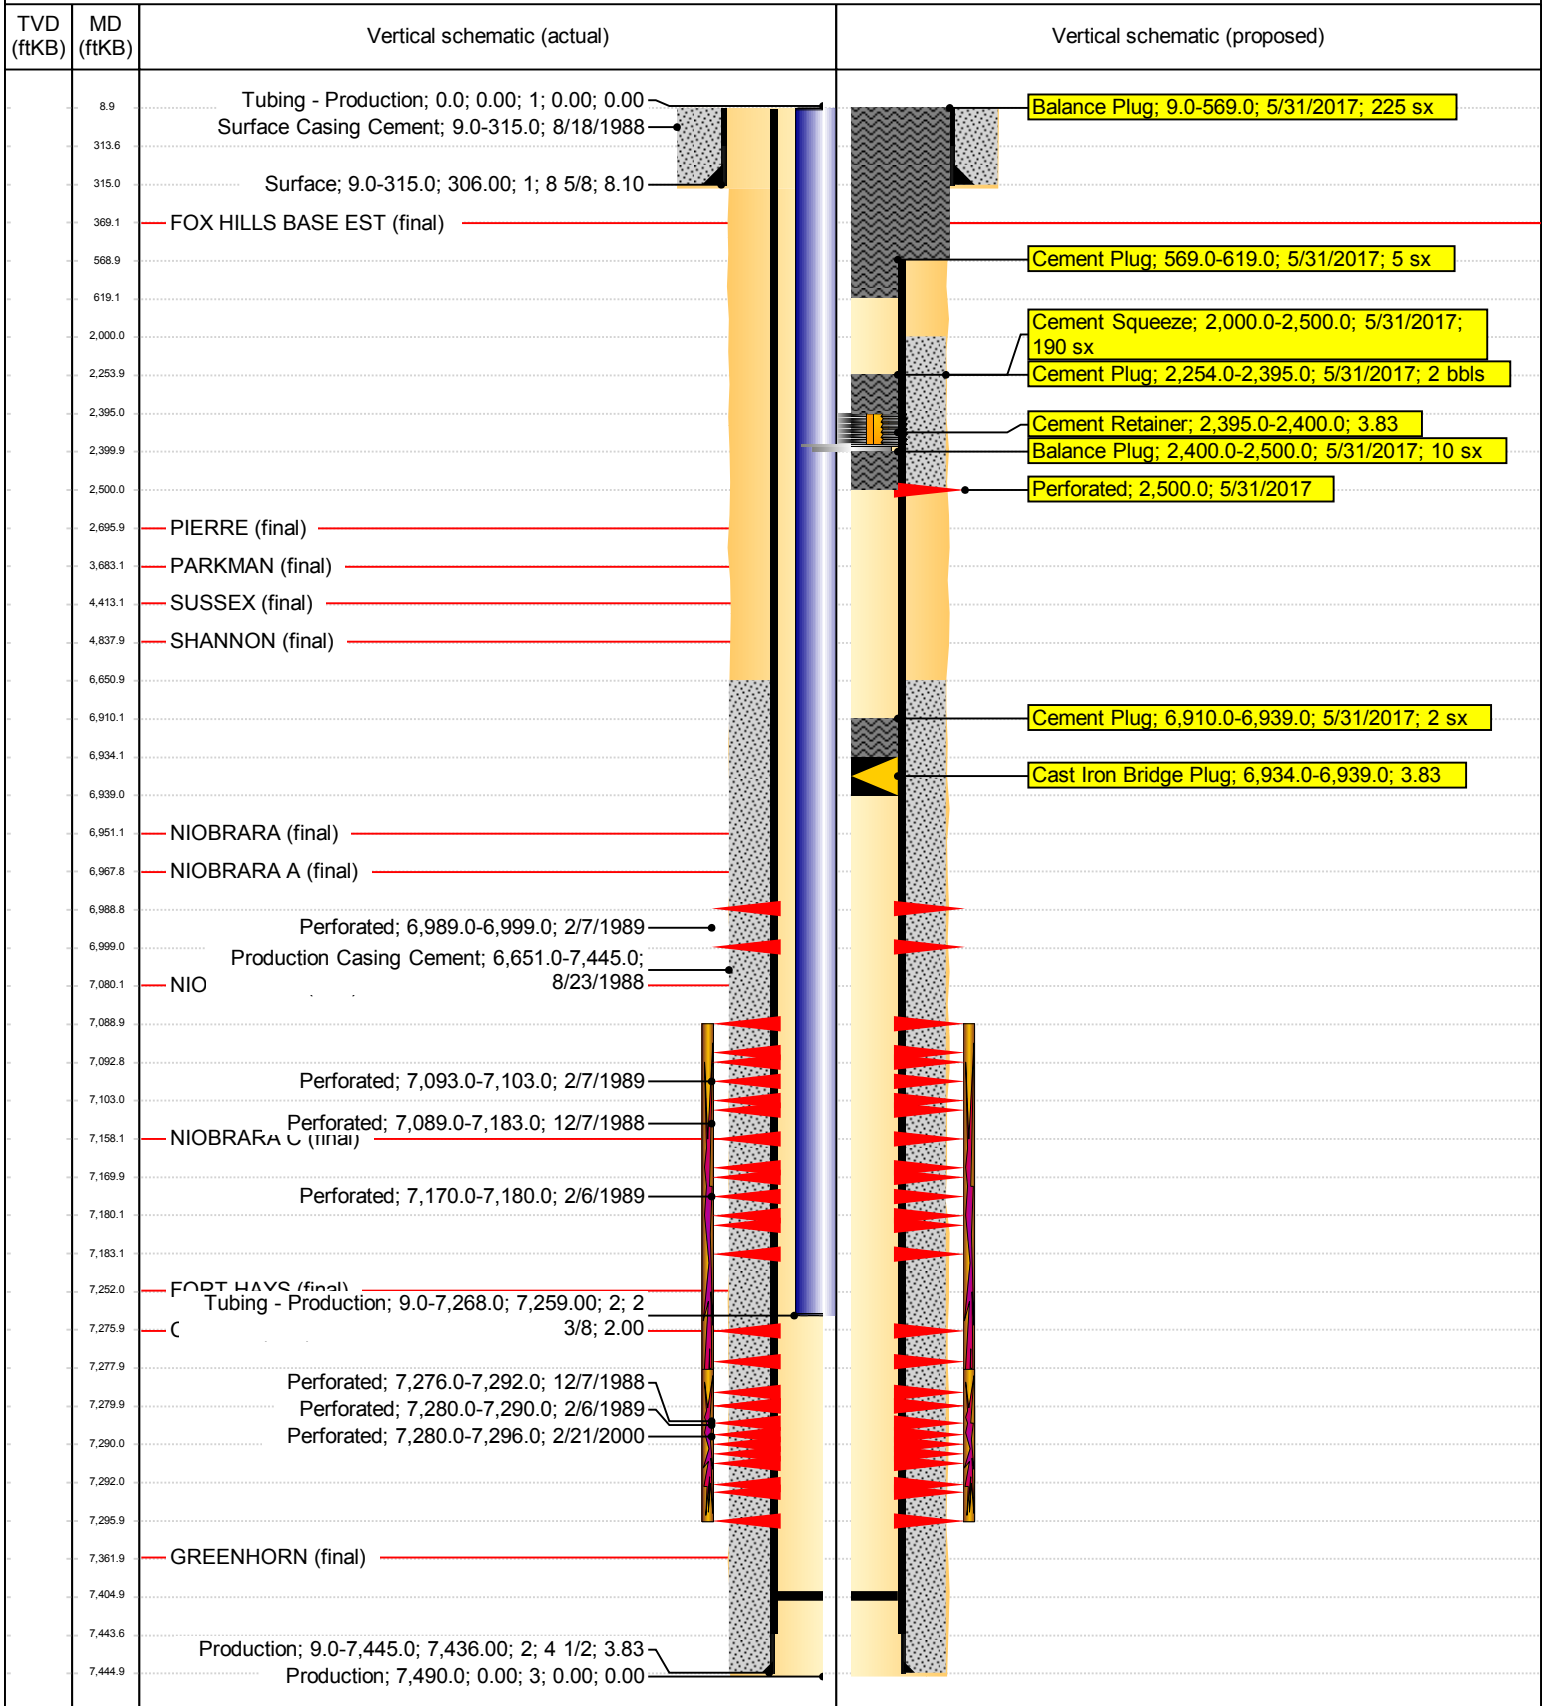 TVD (ftKB)
MD (ftKB)
Vertical schematic (actual)
Vertical schematic (proposed)
8.9
Tubing - Production; 0.0; 0.00; 1; 0.00; 0.00
Balance Plug; 9.0-569.0; 5/31/2017; 225 sx
Surface Casing Cement; 9.0-315.0; 8/18/1988
313.6
315.0
Surface; 9.0-315.0; 306.00; 1; 8 5/8; 8.10
369.1
FOX HILLS BASE EST (final)
568.9
Cement Plug; 569.0-619.0; 5/31/2017; 5 sx
619.1
2,000.0
Cement Squeeze; 2,000.0-2,500.0; 5/31/2017;
190 sx
2,253.9
Cement Plug; 2,254.0-2,395.0; 5/31/2017; 2 bbls
2,395.0
Cement Retainer; 2,395.0-2,400.0; 3.83
2,399.9
Balance Plug; 2,400.0-2,500.0; 5/31/2017; 10 sx
2,500.0
Perforated; 2,500.0; 5/31/2017
2,695.9
PIERRE (final)
3,683.1
PARKMAN (final)
4,413.1
SUSSEX (final)
4,837.9
SHANNON (final)
6,650.9
6,910.1
Cement Plug; 6,910.0-6,939.0; 5/31/2017; 2 sx
6,934.1
Cast Iron Bridge Plug; 6,934.0-6,939.0; 3.83
6,939.0
6,951.1
NIOBRARA (final)
6,967.8
NIOBRARA A (final)
6,988.8
Perforated; 6,989.0-6,999.0; 2/7/1989
6,999.0
Production Casing Cement; 6,651.0-7,445.0;
8/23/1988
7,080.1
NIO
7,088.9
7,092.8
Perforated; 7,093.0-7,103.0; 2/7/1989
7,103.0
Perforated; 7,089.0-7,183.0; 12/7/1988
7,158.1
NIOBRARA C (final)
7,169.9
Perforated; 7,170.0-7,180.0; 2/6/1989
7,180.1
7,183.1
7,252.0
FORT HAYS (final)
Tubing - Production; 9.0-7,268.0; 7,259.00; 2; 2
3/8; 2.00
7,275.9
7,277.9
Perforated; 7,276.0-7,292.0; 12/7/1988
7,279.9
Perforated; 7,280.0-7,290.0; 2/6/1989
Perforated; 7,280.0-7,296.0; 2/21/2000
7,290.0
7,292.0
7,295.9
7,361.9
GREENHORN (final)
7,404.9
7,443.6
Production; 9.0-7,445.0; 7,436.00; 2; 4 1/2; 3.83
7,444.9
Production; 7,490.0; 0.00; 3; 0.00; 0.00